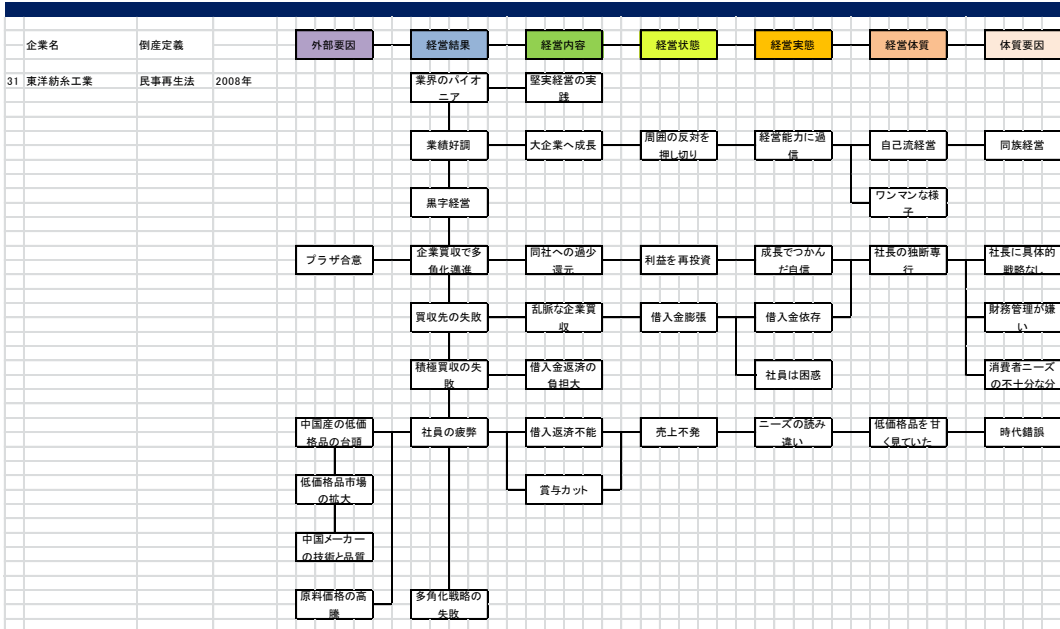 企業名
倒産定義
外部要因
経営結果
経営内容
経営状態
経営実態
経営体質
体質要因
31 東洋紡糸工業
民事再生法
2008年
業界のパイオ
ニア
堅実経営の実
践
業績好調
大企業へ成長
周囲の反対を
押し切り
経営能力に過
信
自己流経営
同族経営
黒字経営
ワンマンな様
子
プラザ合意
企業買収で多
角化邁進
同社への過少
還元
利益を再投資
成長でつかん
だ自信
社長の独断専
行
社長に具体的
戦略なし
買収先の失敗
乱脈な企業買
収
借入金膨張
借入金依存
財務管理が嫌
い
積極買収の失
敗
借入金返済の
負担大
社員は困惑
消費者ニーズ
の不十分な分
中国産の低価
格品の台頭
社員の疲弊
借入返済不能
売上不発
ニーズの読み
違い
低価格品を甘
く見ていた
時代錯誤
低価格品市場
の拡大
賞与カット
中国メーカー
の技術と品質
原料価格の高
騰
多角化戦略の
失敗